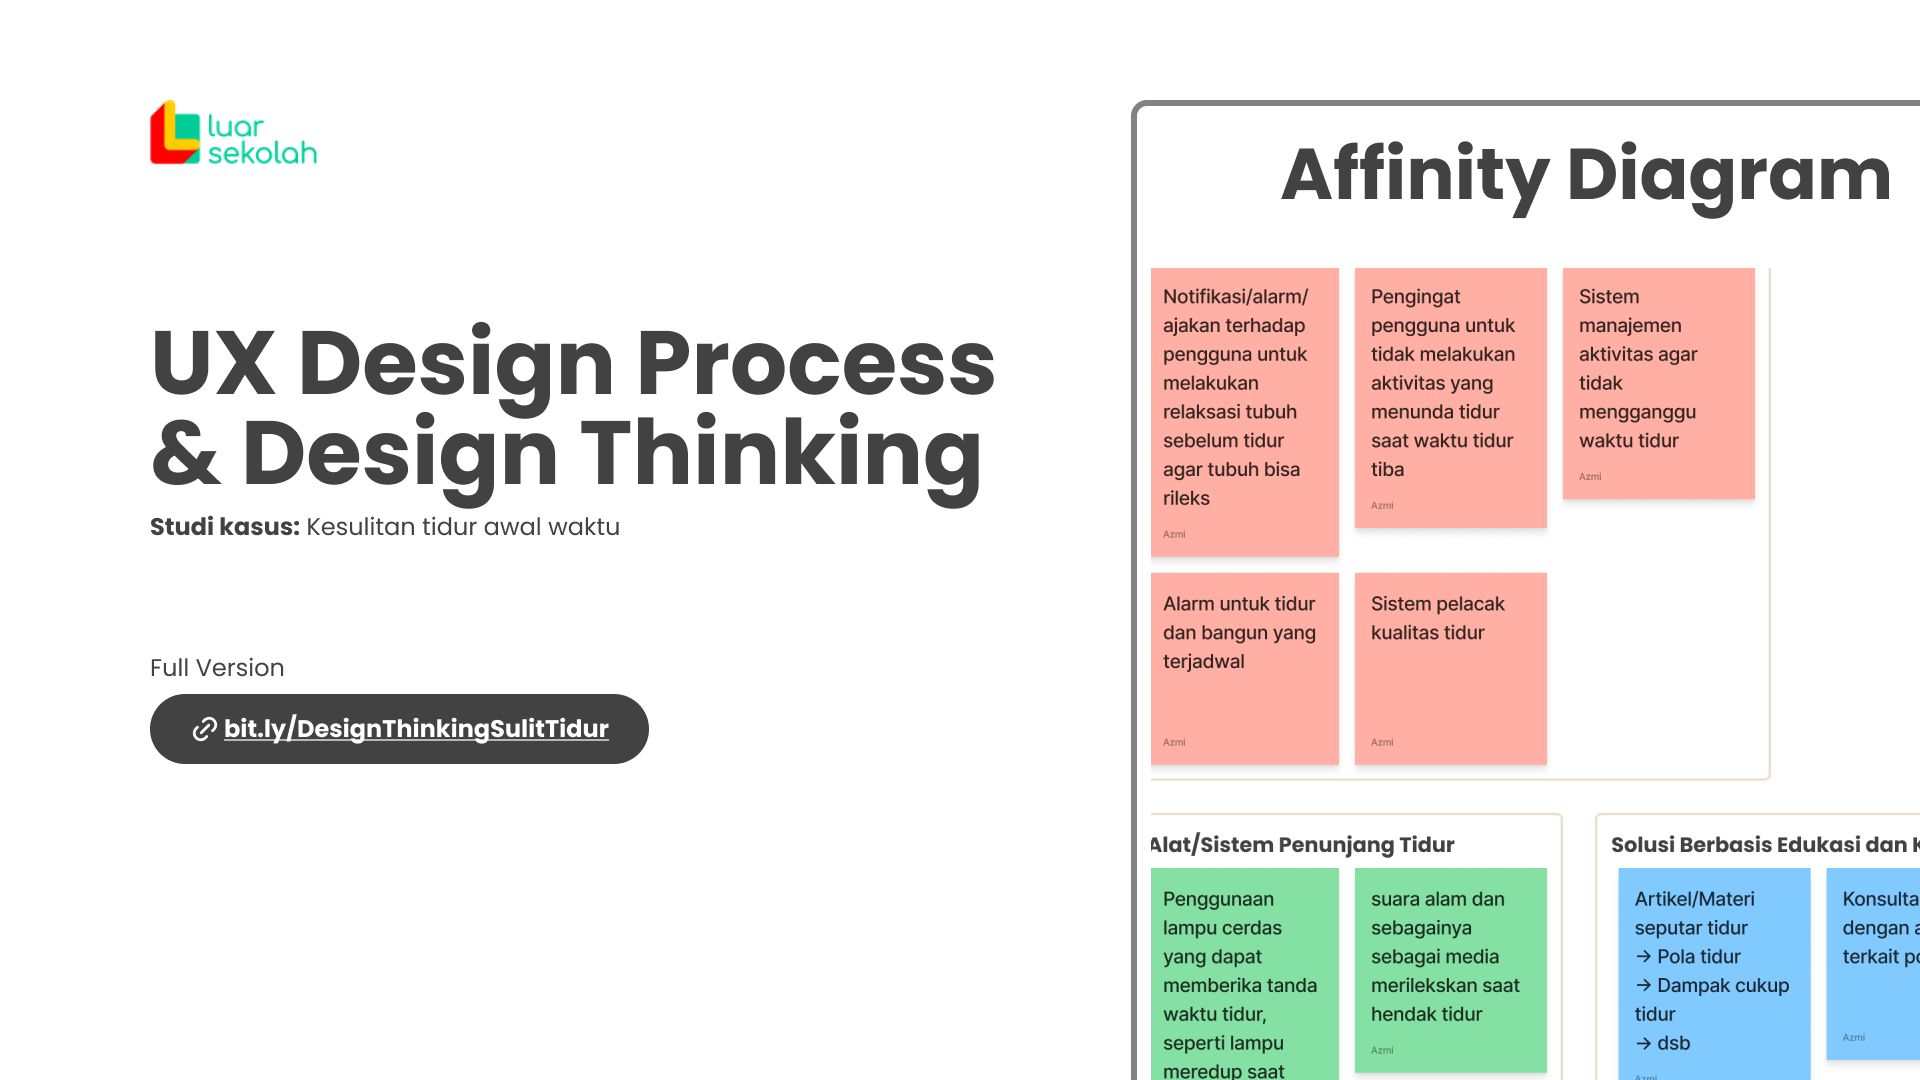 luar
sekolah
UX Design Process
& Design Thinking
Studi kasus: Kesulitan tidur awal waktu
Full Version
bit.ly/DesignThinkingSulitTidur
Affinity Diagram
Notifikasi/alarm/
ajakan terhadap
pengguna untuk
melakukan
relaksasi tubuh
sebelum tidur
agar tubuh bisa
rileks
Azmi
Pengingat
pengguna untuk
tidak melakukan
aktivitas yang
menunda tidur
saat waktu tidur
tiba
Azmi
Sistem
manajemen
aktivitas agar
tidak
mengganggu
waktu tidur
Azmi
Alarm untuk tidur
dan bangun yang
terjadwal
Azmi
Sistem pelacak
kualitas tidur
Azmi
Alat/Sistem Penunjang Tidur
Penggunaan
lampu cerdas
yang dapat
memberika tanda
waktu tidur,
seperti lampu
meredup saat
suara alam dan
sebagainya
sebagai media
merilekskan saat
hendak tidur
Azmi
Solusi Berbasis Edukasi dan
Artikel/Materi
seputar tidur
→ Pola tidur
→ Dampak cukup
tidur
→ dsb
Azmi
dengan
terkait
Azmi